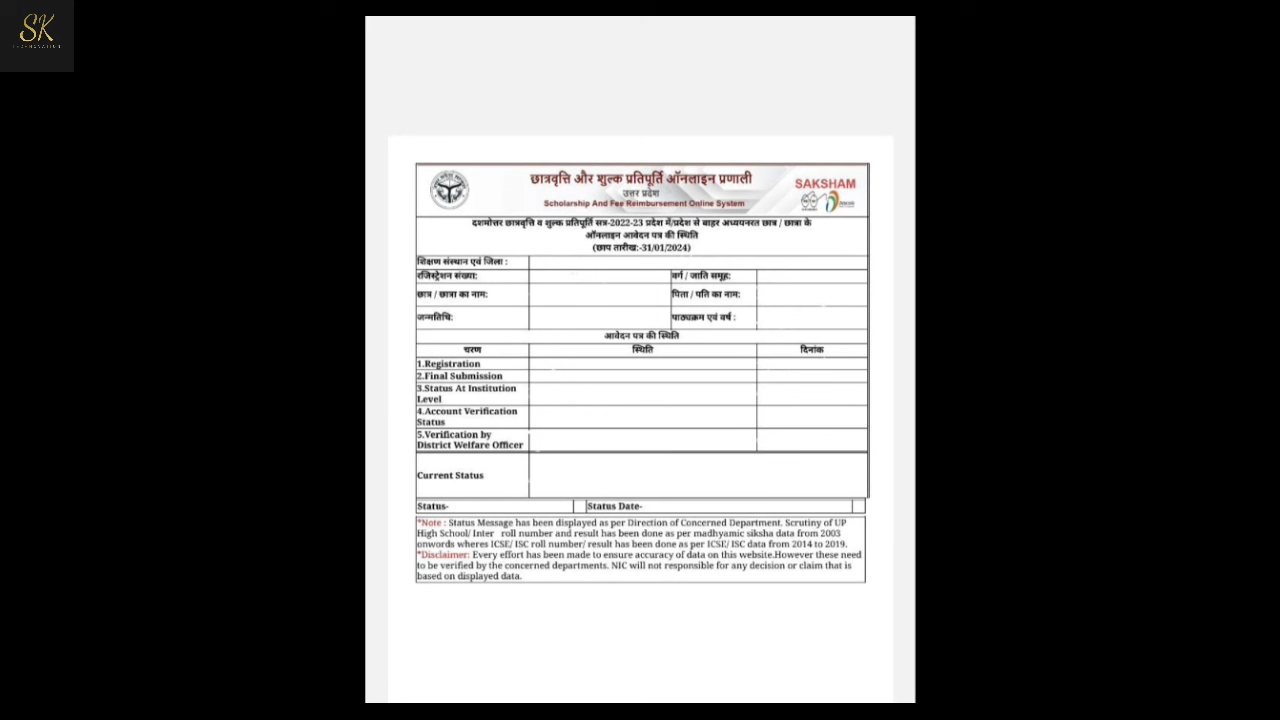 SK
छात्रवृत्ति और शुल्क प्रतिपूर्ति ऑनलाइन प्रणाली
उत्तर प्रदेश
Scholarship And Fee Reimbursement Online System
SAKSHAM
दशमोत्तर छात्रवृत्ति व शुल्क प्रतिपूर्ति सत्र-2022-23 प्रदेश में/प्रदेश से बाहर अध्ययनरत छात्र / छात्रा के
ऑनलाइन आवेदन पत्र की स्थिति
(छाप तारीख:-31/01/2024)
शिक्षण संस्थान एवं जिला :
रजिस्ट्रेशन संख्या: वर्ग / जाति समूह:
छात्र / छात्रा का नाम: पिता / पति का नाम:
जन्मतिथि: पाठ्यक्रम एवं वर्ष :
आवेदन पत्र की स्थिति
चरण स्थिति दिनांक
1.Registration
2.Final Submission
3.Status At Institution
Level
4.Account Verification
Status
5.Verification by
District Welfare Officer
Current Status
Status- Status Date-
*Note : Status Message has been displayed as per Direction of Concerned Department. Scrutiny of UP
High School/ Inter roll number and result has been done as per madhyamic siksha data from 2003
onwords wheres ICSE/ ISC roll number/ result has been done as per ICSE/ ISC data from 2014 to 2019.
*Disclaimer: Every effort has been made to ensure accuracy of data on this website.However these need
to be verified by the concerned departments. NIC will not responsible for any decision or claim that is
based on displayed data.